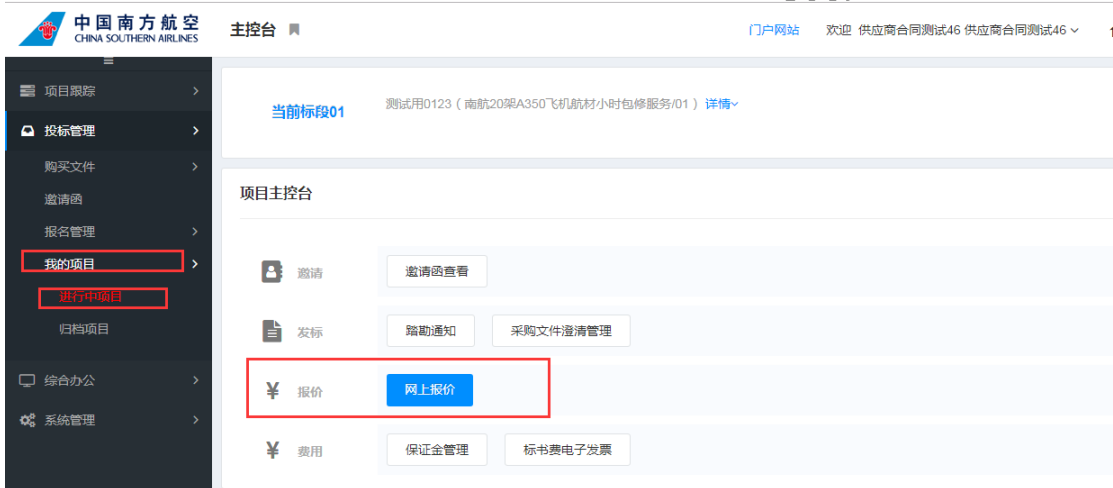 中国南方航空
CHINA SOUTHERN AIRLINES
主控台
门户网站
欢迎 供应商合同测试46 供应商合同测试46
项目跟踪
投标管理
购买文件
邀请函
报名管理
我的项目
进行中项目
归档项目
综合办公
系统管理
当前标段01
测试用0123（南航20架A350飞机航材小时包修服务/01）详情
项目主控台
邀请
邀请函查看
发标
踏勘通知
采购文件澄清管理
¥ 报价
网上报价
¥ 费用
保证金管理
标书费电子发票